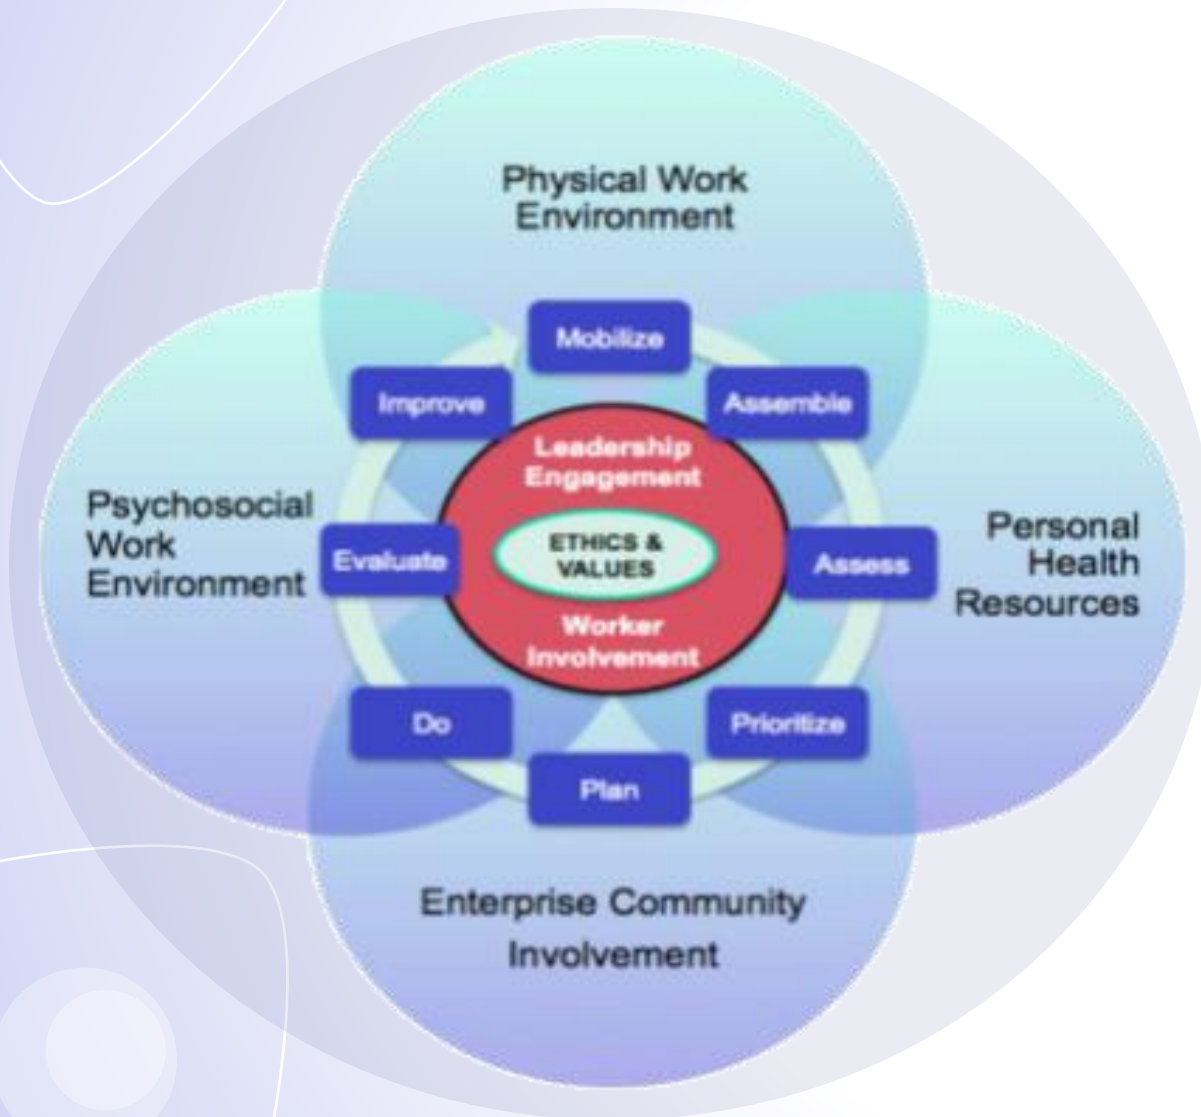 Physical Work
Environment
Mobilize
Improve
Assemble
Leadership
Engagement
Psychosocial
Work
Environment
Evaluate
ETHICS &
VALUES
Assess
Personal
Health
Resources
Worker
Involvement
Do
Prioritize
Plan
Enterprise Community
Involvement